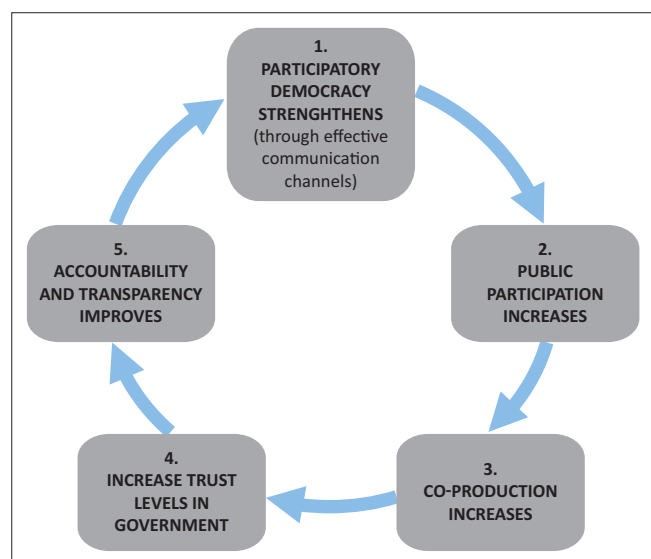 1.
PARTICIPATORY
DEMOCRACY
STRENGHTHENS
(through effective
communication
channels)
2.
PUBLIC
PARTICIPATION
INCREASES
3.
CO-PRODUCTION
INCREASES
4.
INCREASE TRUST
LEVELS IN
GOVERNMENT
5.
ACCOUNTABILITY
AND TRANSPARENCY
IMPROVES